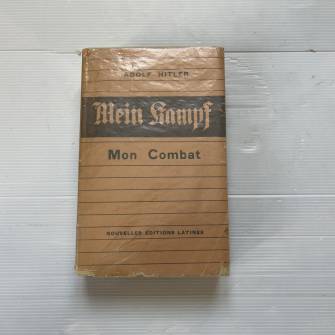 ADOLF HITLER
Mein Kampf
Mon Combat
NOUVELLES EDITIONS LATINES